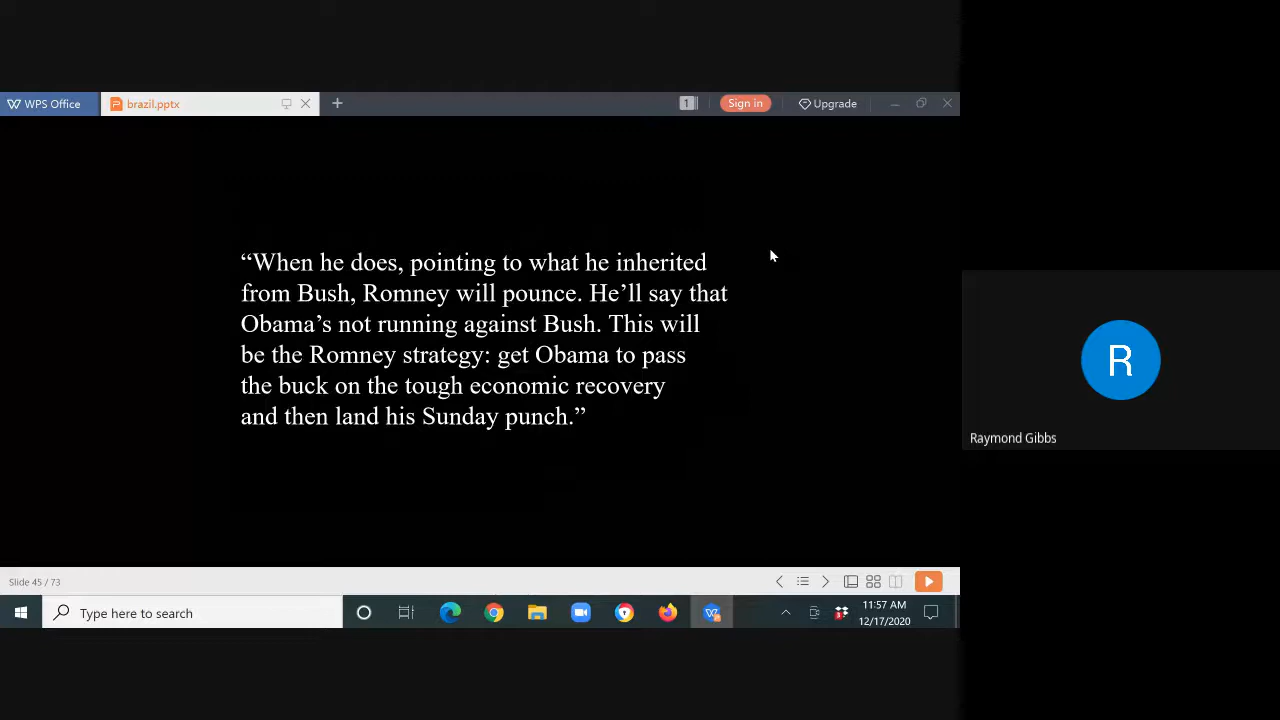 WPS Office
brazil.pptx
1
Sign in
Upgrade
“When he does, pointing to what he inherited
from Bush, Romney will pounce. He’ll say that
Obama’s not running against Bush. This will
be the Romney strategy: get Obama to pass
the buck on the tough economic recovery
and then land his Sunday punch.”
R
Raymond Gibbs
Slide 45 / 73
Type here to search
11:57 AM
12/17/2020